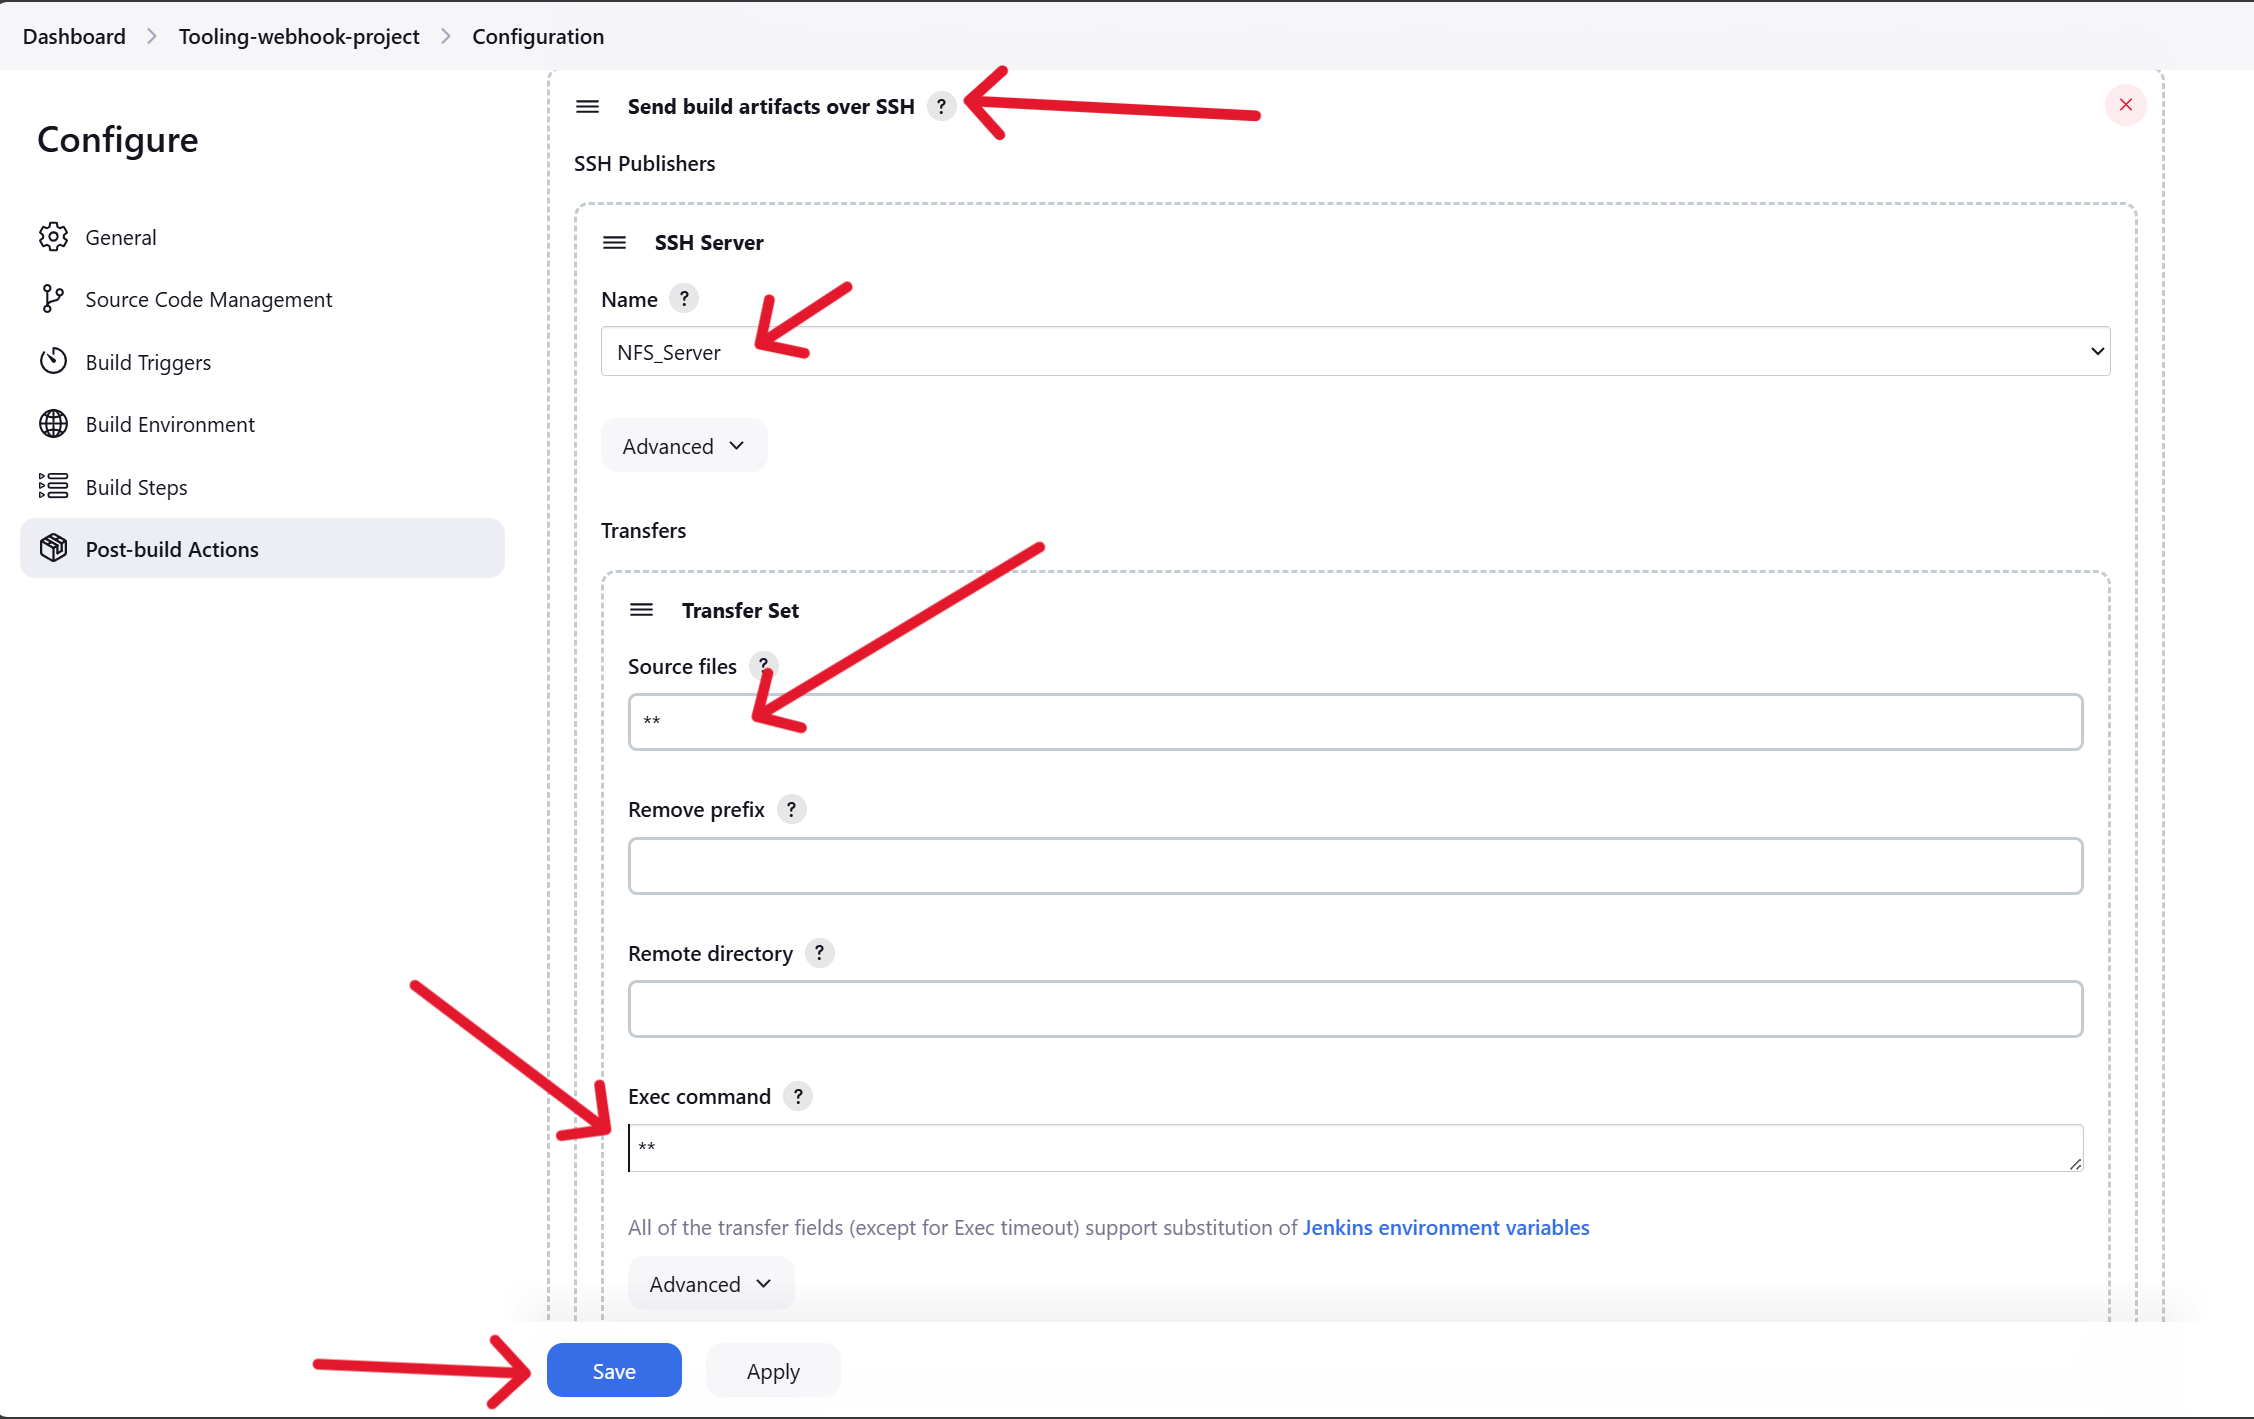 Dashboard > Tooling-webhook-project > Configuration
Configure
General
Source Code Management
Build Triggers
Build Environment
Build Steps
Post-build Actions
Send build artifacts over SSH ?
SSH Publishers
SSH Server
Name ?
NFS_Server
Advanced
Transfers
Transfer Set
Source files ?
**
Remove prefix ?
Remote directory ?
Exec command ?
**
All of the transfer fields (except for Exec timeout) support substitution of Jenkins environment variables
Advanced
Save Apply